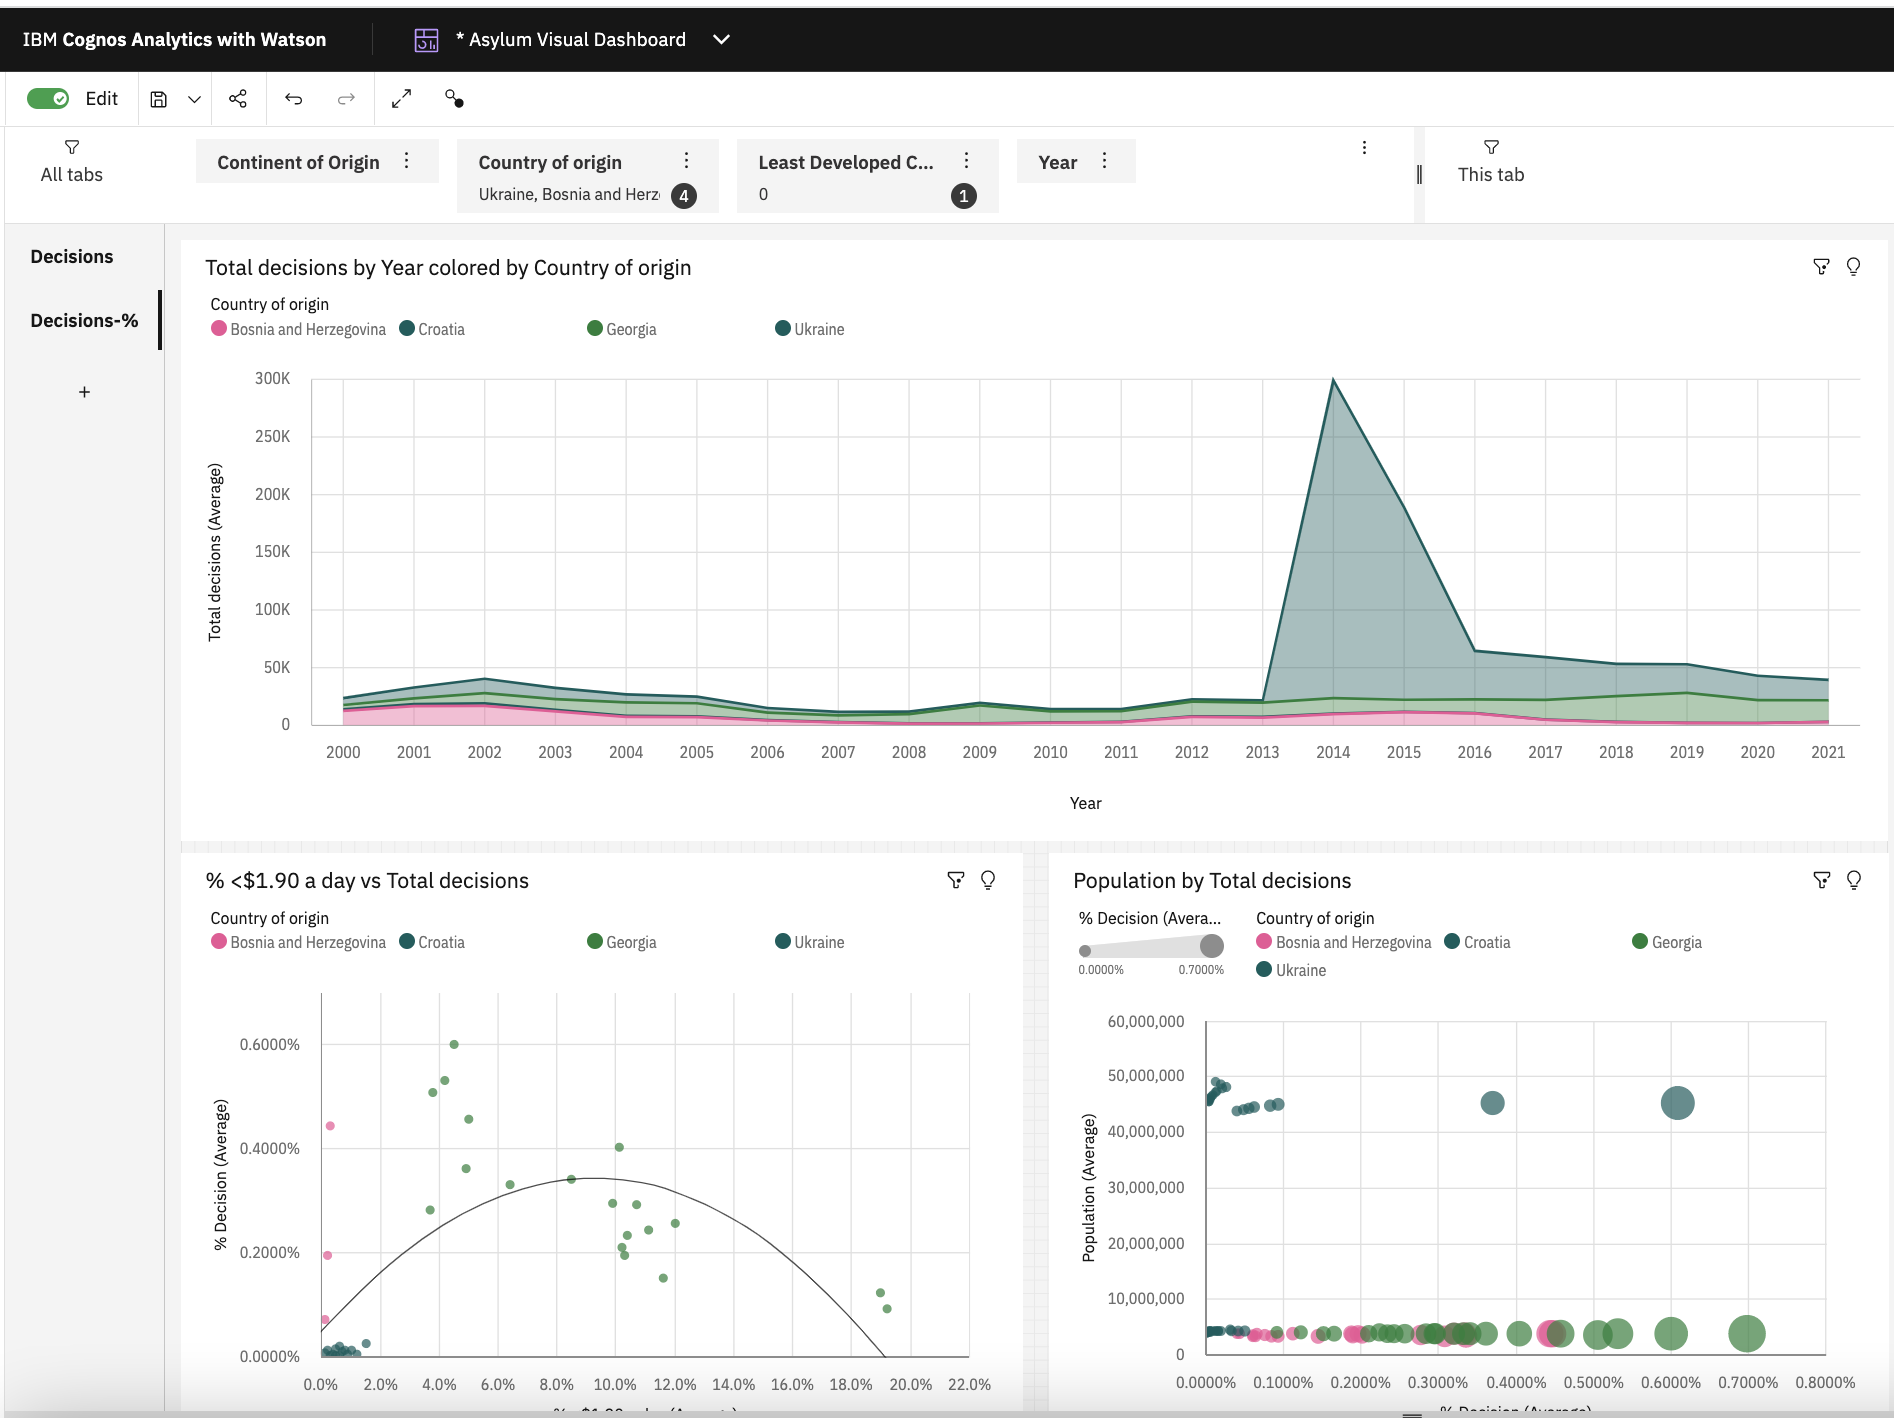 IBM Cognos Analytics with Watson
* Asylum Visual Dashboard
Edit
All tabs
Continent of Origin
Country of origin
Ukraine, Bosnia and Herz
4
Least Developed C...
0
1
Year
This tab
Decisions
Decisions-%
+
Total decisions by Year colored by Country of origin
Country of origin
Bosnia and Herzegovina
Croatia
Georgia
Ukraine
Total decisions (Average)
300K
250K
200K
150K
100K
50K
0
2000 2001 2002 2003 2004 2005 2006 2007 2008 2009 2010 2011 2012 2013 2014 2015 2016 2017 2018 2019 2020 2021
Year
% <$1.90 a day vs Total decisions
Country of origin
Bosnia and Herzegovina
Croatia
Georgia
Ukraine
% Decision (Average)
0.6000%
0.4000%
0.2000%
0.0000%
0.0% 2.0% 4.0% 6.0% 8.0% 10.0% 12.0% 14.0% 16.0% 18.0% 20.0% 22.0%
Population by Total decisions
% Decision (Avera...
0.0000% 0.7000%
Country of origin
Bosnia and Herzegovina
Croatia
Georgia
Ukraine
Population (Average)
60,000,000
50,000,000
40,000,000
30,000,000
20,000,000
10,000,000
0
0.0000% 0.1000% 0.2000% 0.3000% 0.4000% 0.5000% 0.6000% 0.7000% 0.8000%
% Decision (Average)